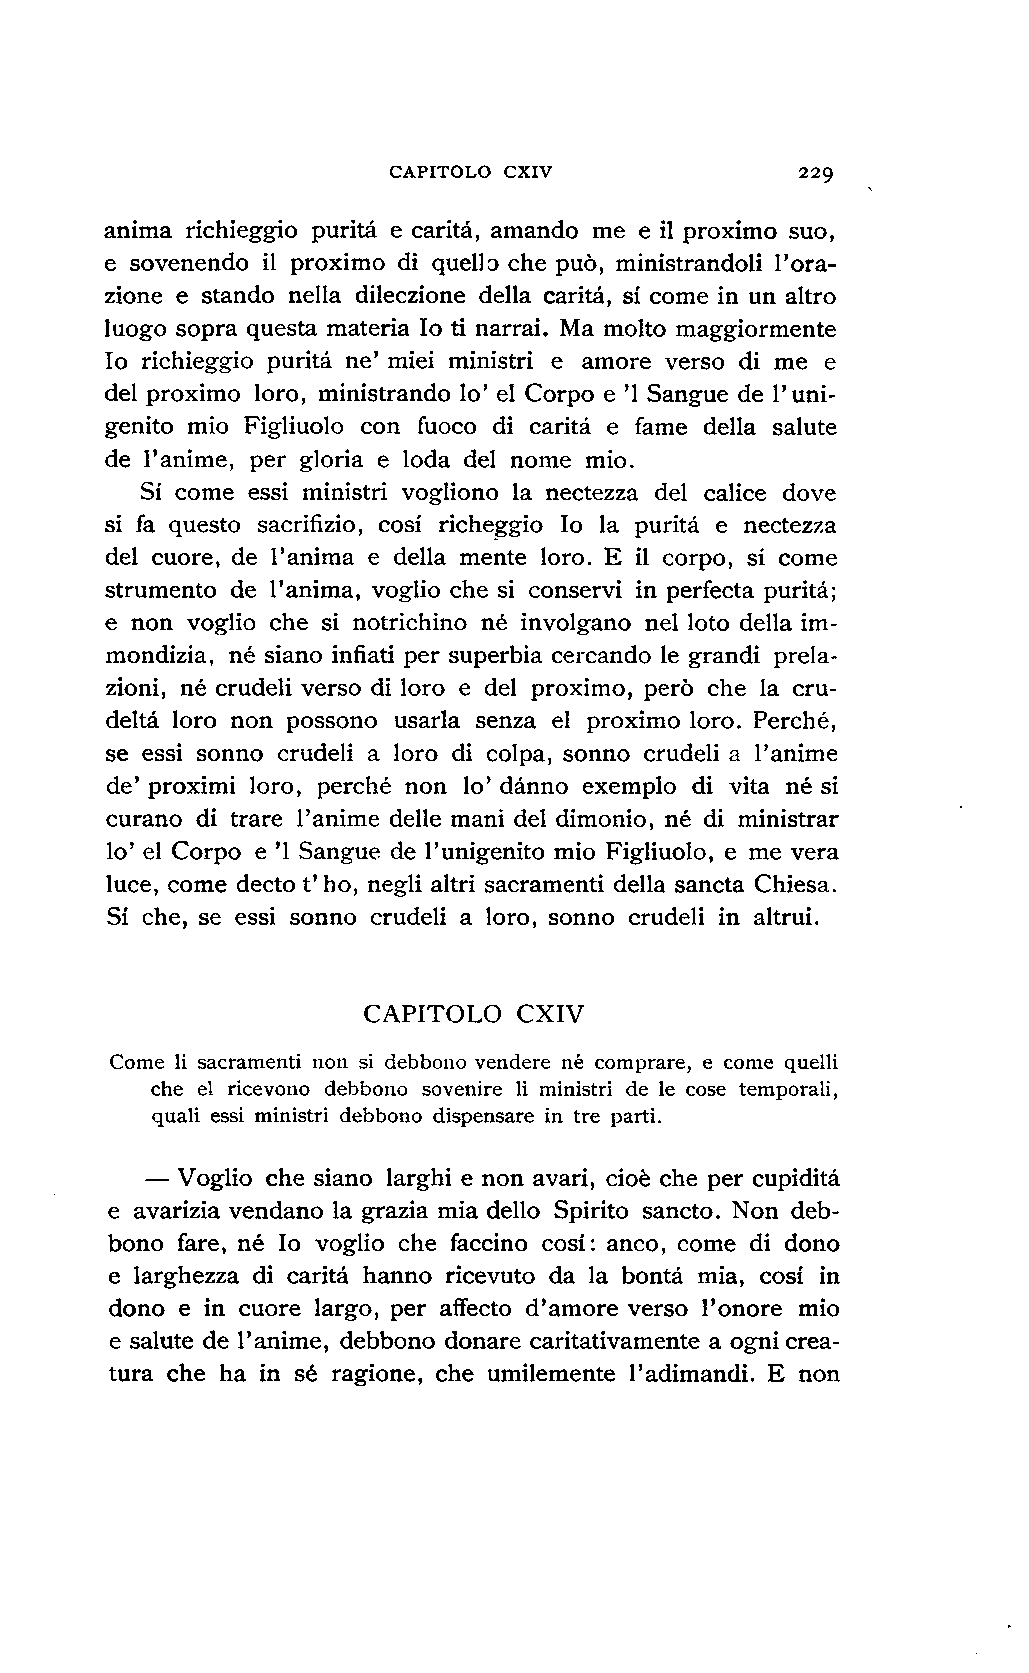 CAPITOLO CXIV 229
anima richieggio puritá e caritá, amando me e il proximo suo,
e sovenendo il proximo di quello che può, ministrandoli l'ora-
zione e stando nella dileczione della caritá, sí come in un altro
luogo sopra questa materia Io ti narrai. Ma molto maggiormente
Io richieggio puritá ne' miei ministri e amore verso di me e
del proximo loro, ministrando lo' el Corpo e 'l Sangue de l'uni-
genito mio Figliuolo con fuoco di caritá e fame della salute
de l'anime, per gloria e loda del nome mio.
Sí come essi ministri vogliono la nectezza del calice dove
si fa questo sacrifizio, cosí richeggio Io la puritá e nectezza
del cuore, de l'anima e della mente loro. E il corpo, sí come
strumento de l'anima, voglio che si conservi in perfecta puritá;
e non voglio che si notrichino né involgano nel loto della im-
mondizia, né siano infiati per superbia cercando le grandi prela-
zioni, né crudeli verso di loro e del proximo, però che la cru-
deltá loro non possono usarla senza el proximo loro. Perché,
se essi sonno crudeli a loro di colpa, sonno crudeli a l'anime
de' proximi loro, perché non lo' dánno exemplo di vita né si
curano di trare l'anime delle mani del dimonio, né di ministrar
lo' el Corpo e 'l Sangue de l'unigenito mio Figliuolo, e me vera
luce, come decto t'ho, negli altri sacramenti della sancta Chiesa.
Sí che, se essi sonno crudeli a loro, sonno crudeli in altrui.
CAPITOLO CXIV
Come li sacramenti non si debbono vendere né comprare, e come quelli
che el ricevono debbono sovenire li ministri de le cose temporali,
quali essi ministri debbono dispensare in tre parti.
— Voglio che siano larghi e non avari, cioè che per cupiditá
e avarizia vendano la grazia mia dello Spirito sancto. Non deb-
bono fare, né Io voglio che faccino cosí: anco, come di dono
e larghezza di caritá hanno ricevuto da la bontá mia, cosí in
dono e in cuore largo, per affecto d'amore verso l'onore mio
e salute de l'anime, debbono donare caritativamente a ogni crea-
tura che ha in sé ragione, che umilemente l'adimandi. E non